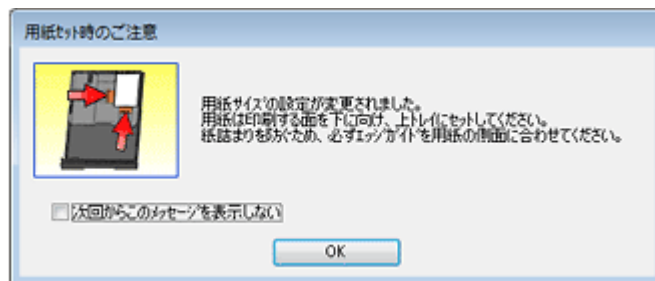 用紙ｾｯﾄ時のご注意
用紙サイズの設定が変更されました。
用紙は印刷する面を下に向け、上トレイにセットしてください。
紙詰まりを防ぐため、必ずエッジガイドを用紙の側面に合わせてください。
次回からこのメッセージを表示しない
OK